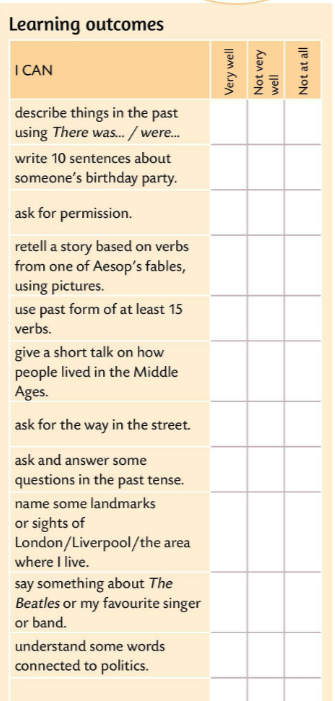 Learning outcomes
I CAN
Very well
Not very
well
Not at all
describe things in the past
using There was... / were...
write 10 sentences about
someone's birthday party.
ask for permission.
retell a story based on verbs
from one of Aesop's fables,
using pictures.
use past form of at least 15
verbs.
give a short talk on how
people lived in the Middle
Ages.
ask for the way in the street.
ask and answer some
questions in the past tense.
name some landmarks
or sights of
London/Liverpool/the area
where I live.
say something about The
Beatles or my favourite singer
or band.
understand some words
connected to politics.